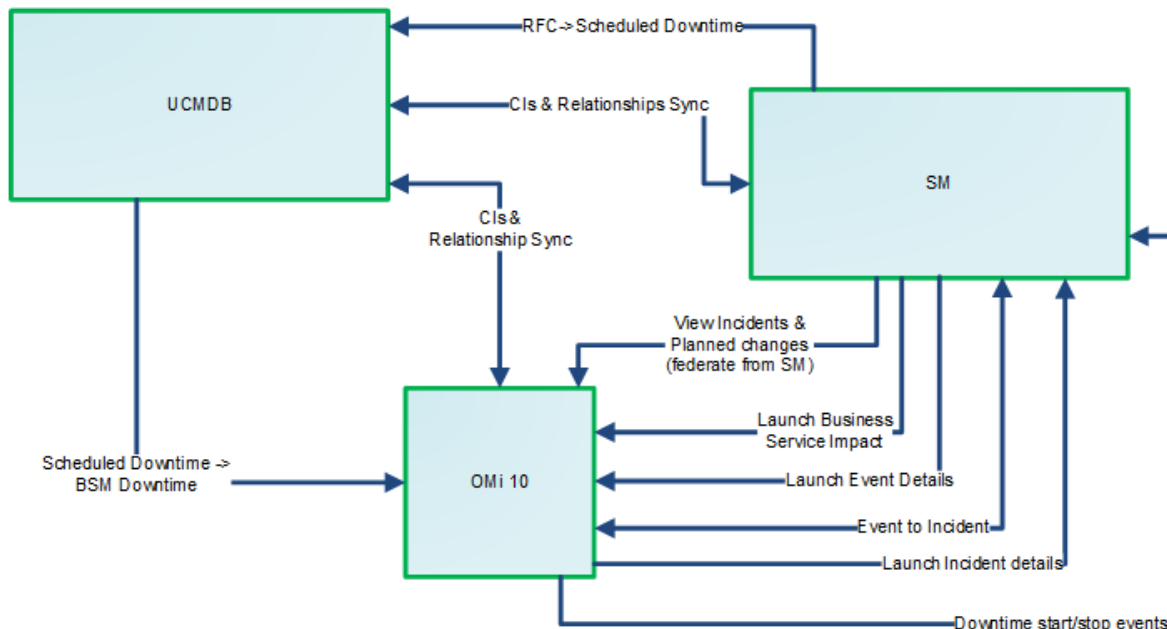 RFC->Scheduled Downtime
UCMDB
CIs & Relationships Sync
SM
CIs &
Relationship Sync
View Incidents &
Planned changes
(federate from SM)
Launch Business
Service Impact
Scheduled Downtime ->
BSM Downtime
OMi 10
Launch Event Details
Event to Incident
Launch Incident details
Downtime start/stop events